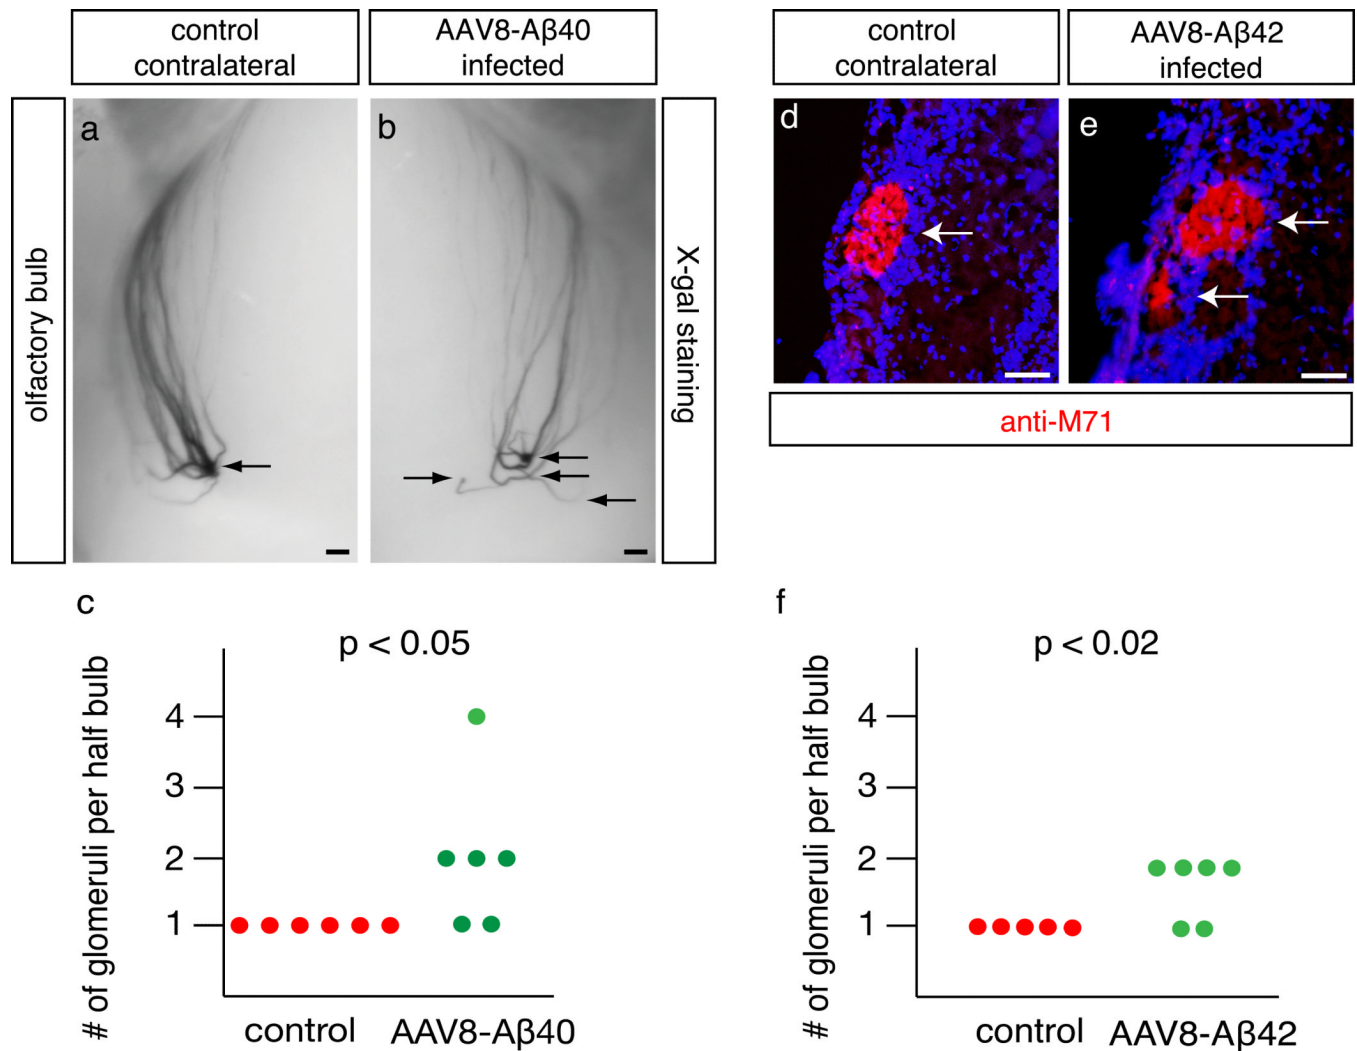 control
contralateral
AAV8-Aβ40
infected
control
contralateral
AAV8-Aβ42
infected
olfactory bulb
a
b
X-gal staining
d
e
anti-M71
c
p < 0.05
# of glomeruli per half bulb
4
3
2
1
control
AAV8-Aβ40
f
p < 0.02
# of glomeruli per half bulb
4
3
2
1
control
AAV8-Aβ42